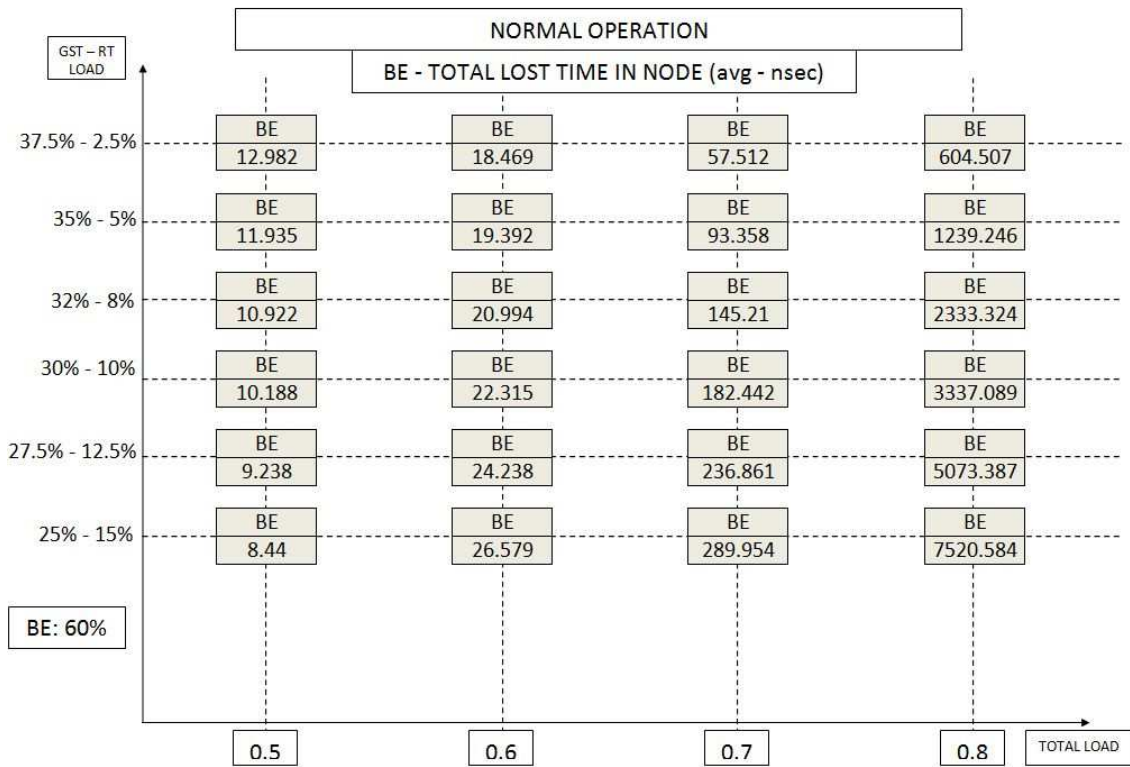 NORMAL OPERATION
GST – RT
LOAD
BE - TOTAL LOST TIME IN NODE (avg - nsec)
37.5% - 2.5%
BE
12.982
BE
18.469
BE
57.512
BE
604.507
35% - 5%
BE
11.935
BE
19.392
BE
93.358
BE
1239.246
32% - 8%
BE
10.922
BE
20.994
BE
145.21
BE
2333.324
30% - 10%
BE
10.188
BE
22.315
BE
182.442
BE
3337.089
27.5% - 12.5%
BE
9.238
BE
24.238
BE
236.861
BE
5073.387
25% - 15%
BE
8.44
BE
26.579
BE
289.954
BE
7520.584
BE: 60%
0.5
0.6
0.7
0.8
TOTAL LOAD